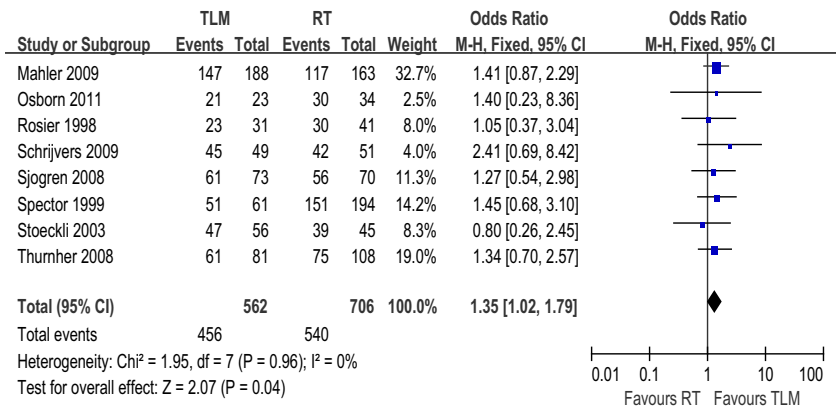 TLM RT Odds Ratio Odds Ratio
Study or Subgroup Events Total Events Total Weight M-H, Fixed, 95% CI M-H, Fixed, 95% CI
Mahler 2009 147 188 117 163 32.7% 1.41 [0.87, 2.29]
Osborn 2011 21 23 30 34 2.5% 1.40 [0.23, 8.36]
Rosier 1998 23 31 30 41 8.0% 1.05 [0.37, 3.04]
Schrijvers 2009 45 49 42 51 4.0% 2.41 [0.69, 8.42]
Sjogren 2008 61 73 56 70 11.3% 1.27 [0.54, 2.98]
Spector 1999 51 61 151 194 14.2% 1.45 [0.68, 3.10]
Stoeckli 2003 47 56 39 45 8.3% 0.80 [0.26, 2.45]
Thurnher 2008 61 81 75 108 19.0% 1.34 [0.70, 2.57]
Total (95% CI) 562 706 100.0% 1.35 [1.02, 1.79]
Total events 456 540
Heterogeneity: Chi² = 1.95, df = 7 (P = 0.96); I² = 0%
Test for overall effect: Z = 2.07 (P = 0.04)
0.01 0.1 1 10 100
Favours RT Favours TLM